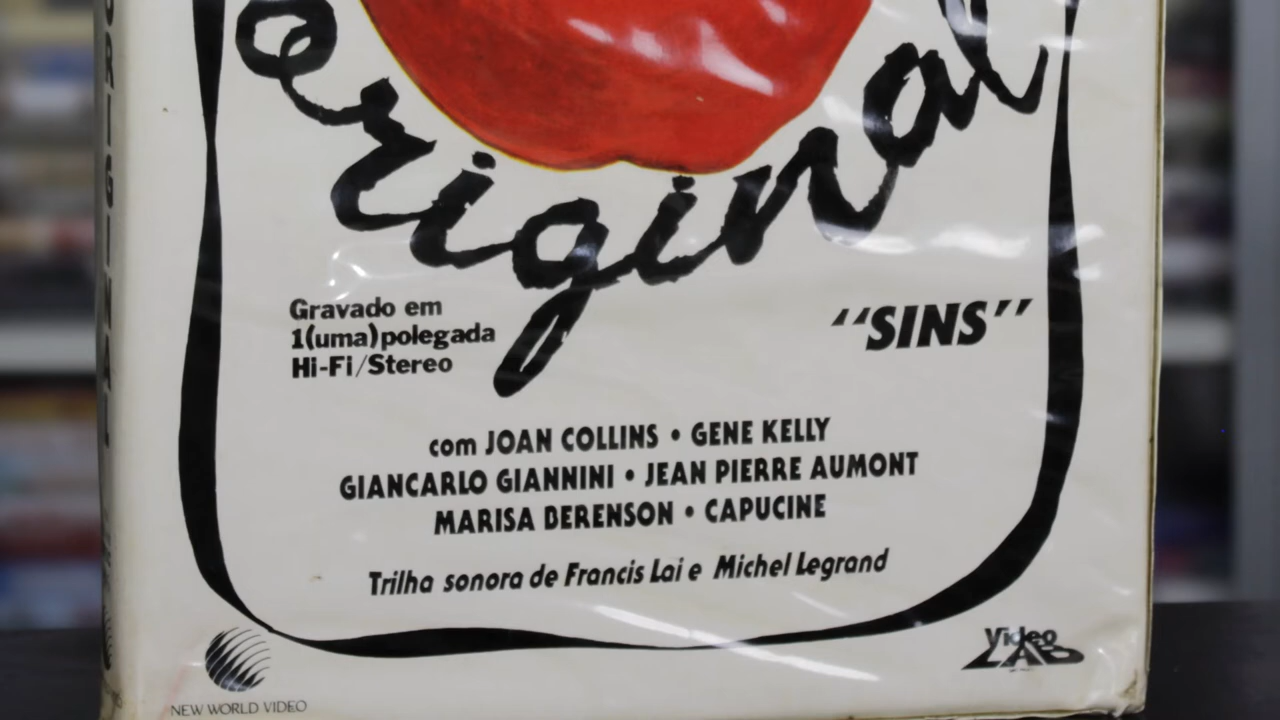 original
ORIGINAL
Gravado em
1(uma)polegada
Hi-Fi/Stereo
“SINS”
com JOAN COLLINS • GENE KELLY
GIANCARLO GIANNINI • JEAN PIERRE AUMONT
MARISA BERENSON • CAPUCINE
Trilha sonora de Francis Lai e Michel Legrand
NEW WORLD VIDEO
Video
LAB